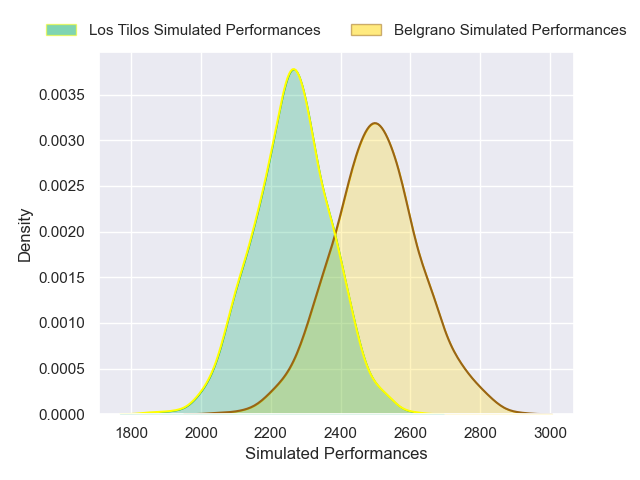 Los Tilos Simulated Performances Belgrano Simulated Performances
0.0035
0.0030
0.0025
0.0020
0.0015
0.0010
0.0005
0.0000
Density
1800 2000 2200 2400 2600 2800 3000
Simulated Performances